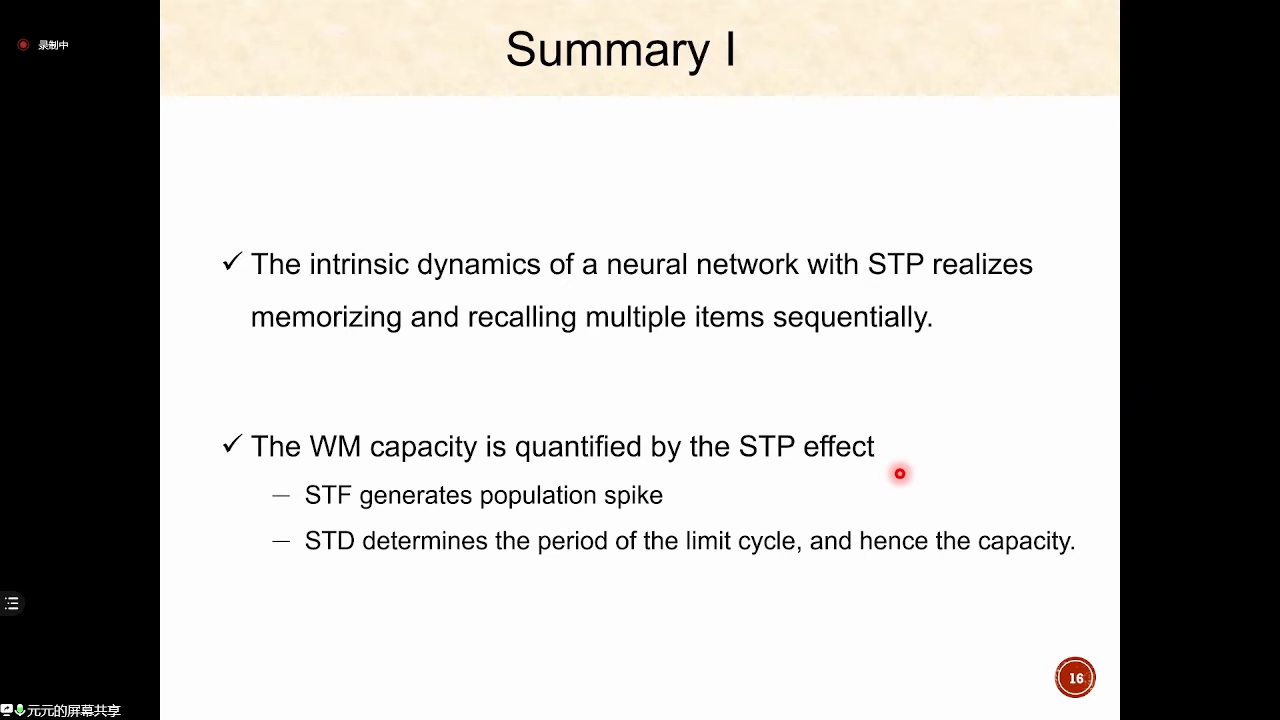 录制中
Summary I
✓ The intrinsic dynamics of a neural network with STP realizes
memorizing and recalling multiple items sequentially.
✓ The WM capacity is quantified by the STP effect
— STF generates population spike
— STD determines the period of the limit cycle, and hence the capacity.
16
元元的屏幕共享